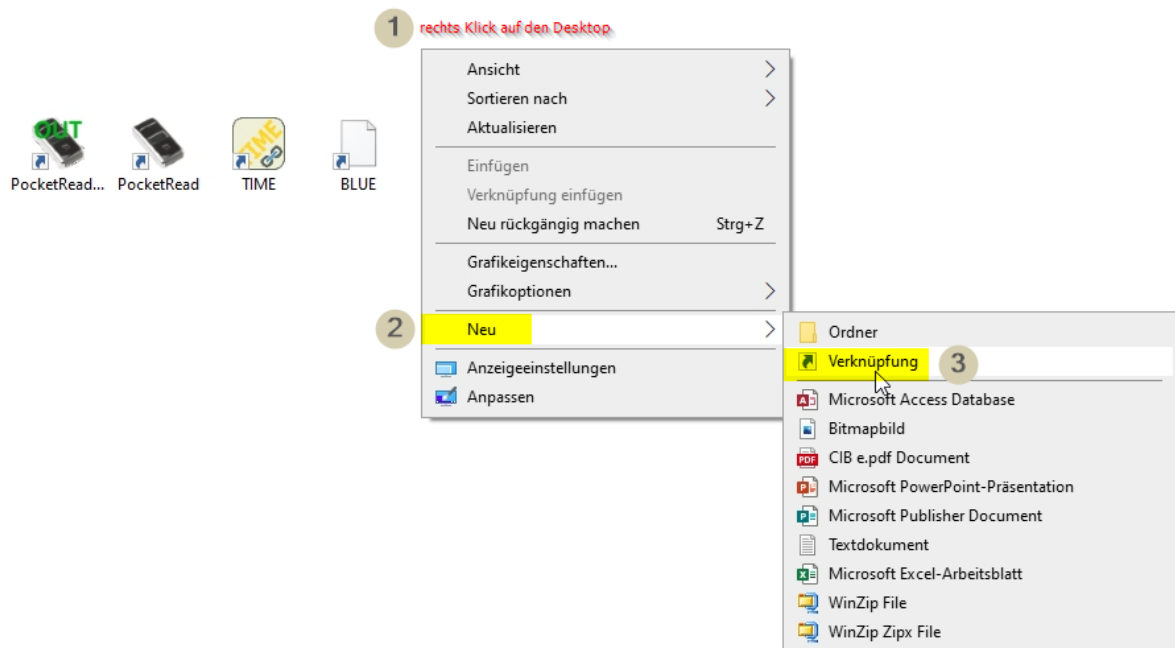 1 rechts Klick auf den Desktop
OUT
TIME
PocketRead...
PocketRead
TIME
BLUE
Ansicht
Sortieren nach
Aktualisieren
Einfügen
Verknüpfung einfügen
Neu rückgängig machen Strg+Z
Grafikeigenschaften...
Grafikoptionen
2 Neu
Anzeigeeinstellungen
Anpassen
Ordner
Verknüpfung 3
Microsoft Access Database
Bitmapbild
PDF CIB e.pdf Document
Microsoft PowerPoint-Präsentation
Microsoft Publisher Document
Textdokument
Microsoft Excel-Arbeitsblatt
WinZip File
WinZip Zipx File